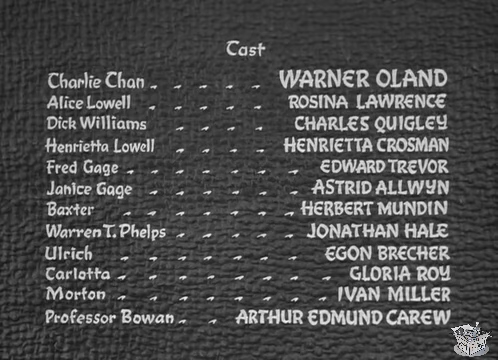 Cast
Charlie Chan WARNER OLAND
Alice Lowell ROSINA LAWRENCE
Dick Williams CHARLES QUIGLEY
Henrietta Lowell HENRIETTA CROSMAN
Fred Gage EDWARD TREVOR
Janice Gage ASTRID ALLWYN
Baxter HERBERT MUNDIN
Warren T. Phelps JONATHAN HALE
Ulrich EGON BRECHER
Carlotta GLORIA ROY
Morton IVAN MILLER
Professor Bowan ARTHUR EDMUND CAREW